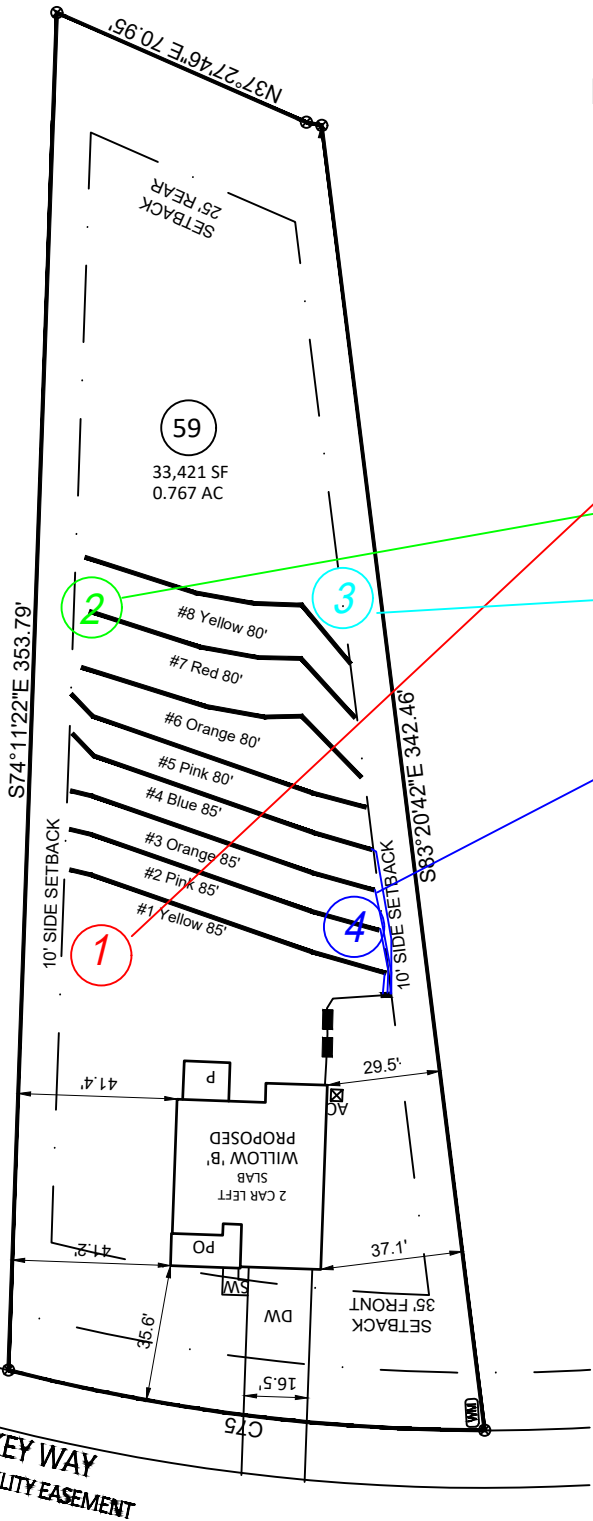 N37°27'46"E 70.95'
SETBACK
25' REAR
59
33,421 SF
0.767 AC
S74°11'22"E 353.79'
S83°20'42"E 342.46'
2
3
#8 Yellow 80'
#7 Red 80'
#6 Orange 80'
#5 Pink 80'
#4 Blue 85'
#3 Orange 85'
#2 Pink 85'
#1 Yellow 85'
10' SIDE SETBACK
10' SIDE SETBACK
1
4
29.5'
41.4'
P
AC
WILLOW 'B'
PROPOSED
SLAB
2 CAR LEFT
PO
41.2'
37.1'
SW
DW
35' FRONT
SETBACK
35.6'
16.5'
WM
C75
KEY WAY
LITY EASEMENT